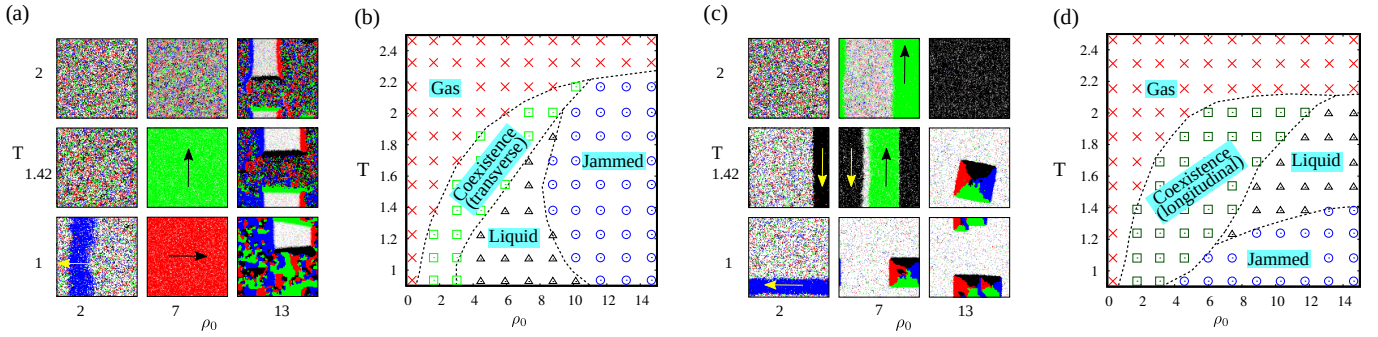 (a)
2
T
1.42
1
2
7
13
ρ₀
(b)
T
2.4
2.2
2
1.8
1.6
1.4
1.2
1
0
2
4
6
8
10
12
14
ρ₀
Gas
Coexistence
(transverse)
Liquid
Jammed
(c)
2
T
1.42
1
2
7
13
ρ₀
(d)
T
2.4
2.2
2
1.8
1.6
1.4
1.2
1
0
2
4
6
8
10
12
14
ρ₀
Gas
Coexistence
(longitudinal)
Liquid
Jammed